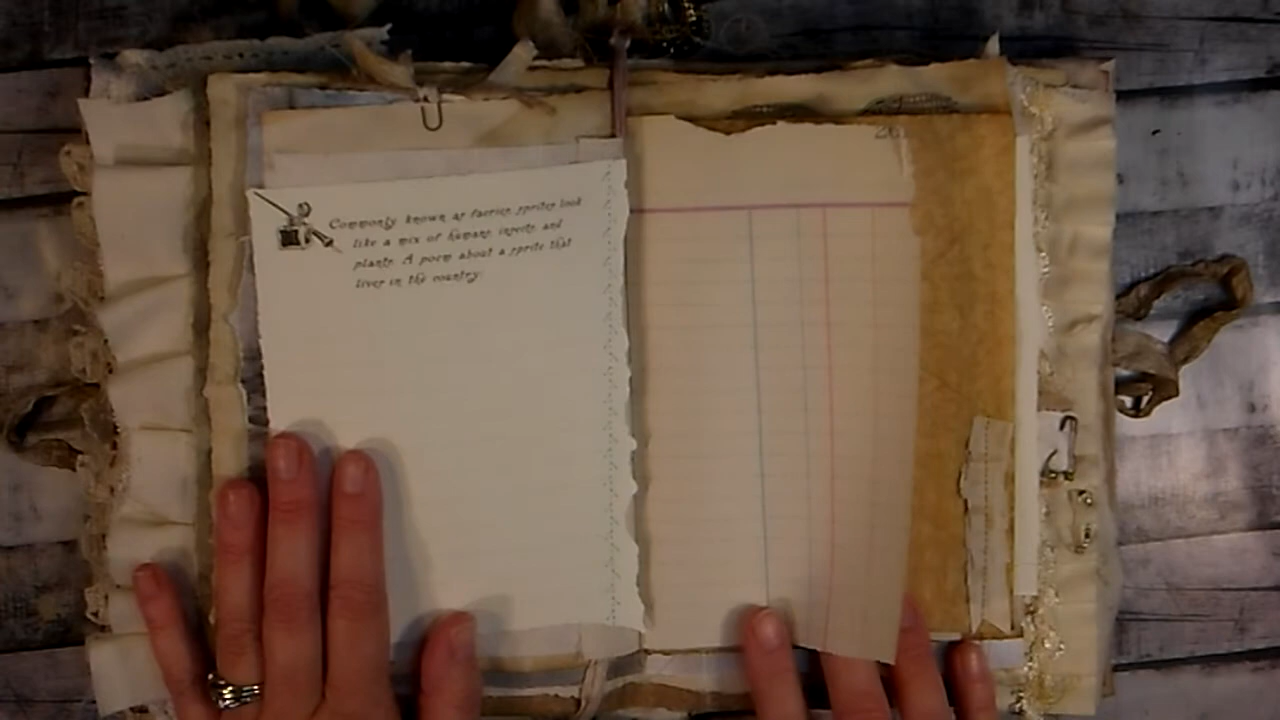 Commonly known as faeries sprites look
like a mix of humans insects and
plants. A poem about a sprite that
lives in the country:
26